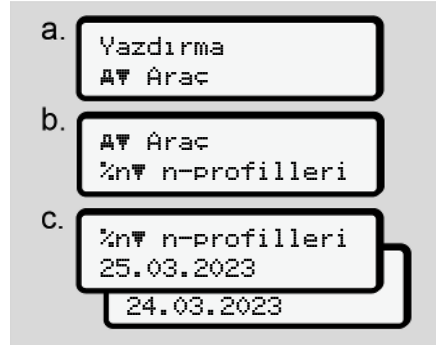 a.
Yazdırma
A▼ Araç
b.
A▼ Araç
%n▼ n-profilleri
c.
%n▼ n-profilleri
25.03.2023
24.03.2023